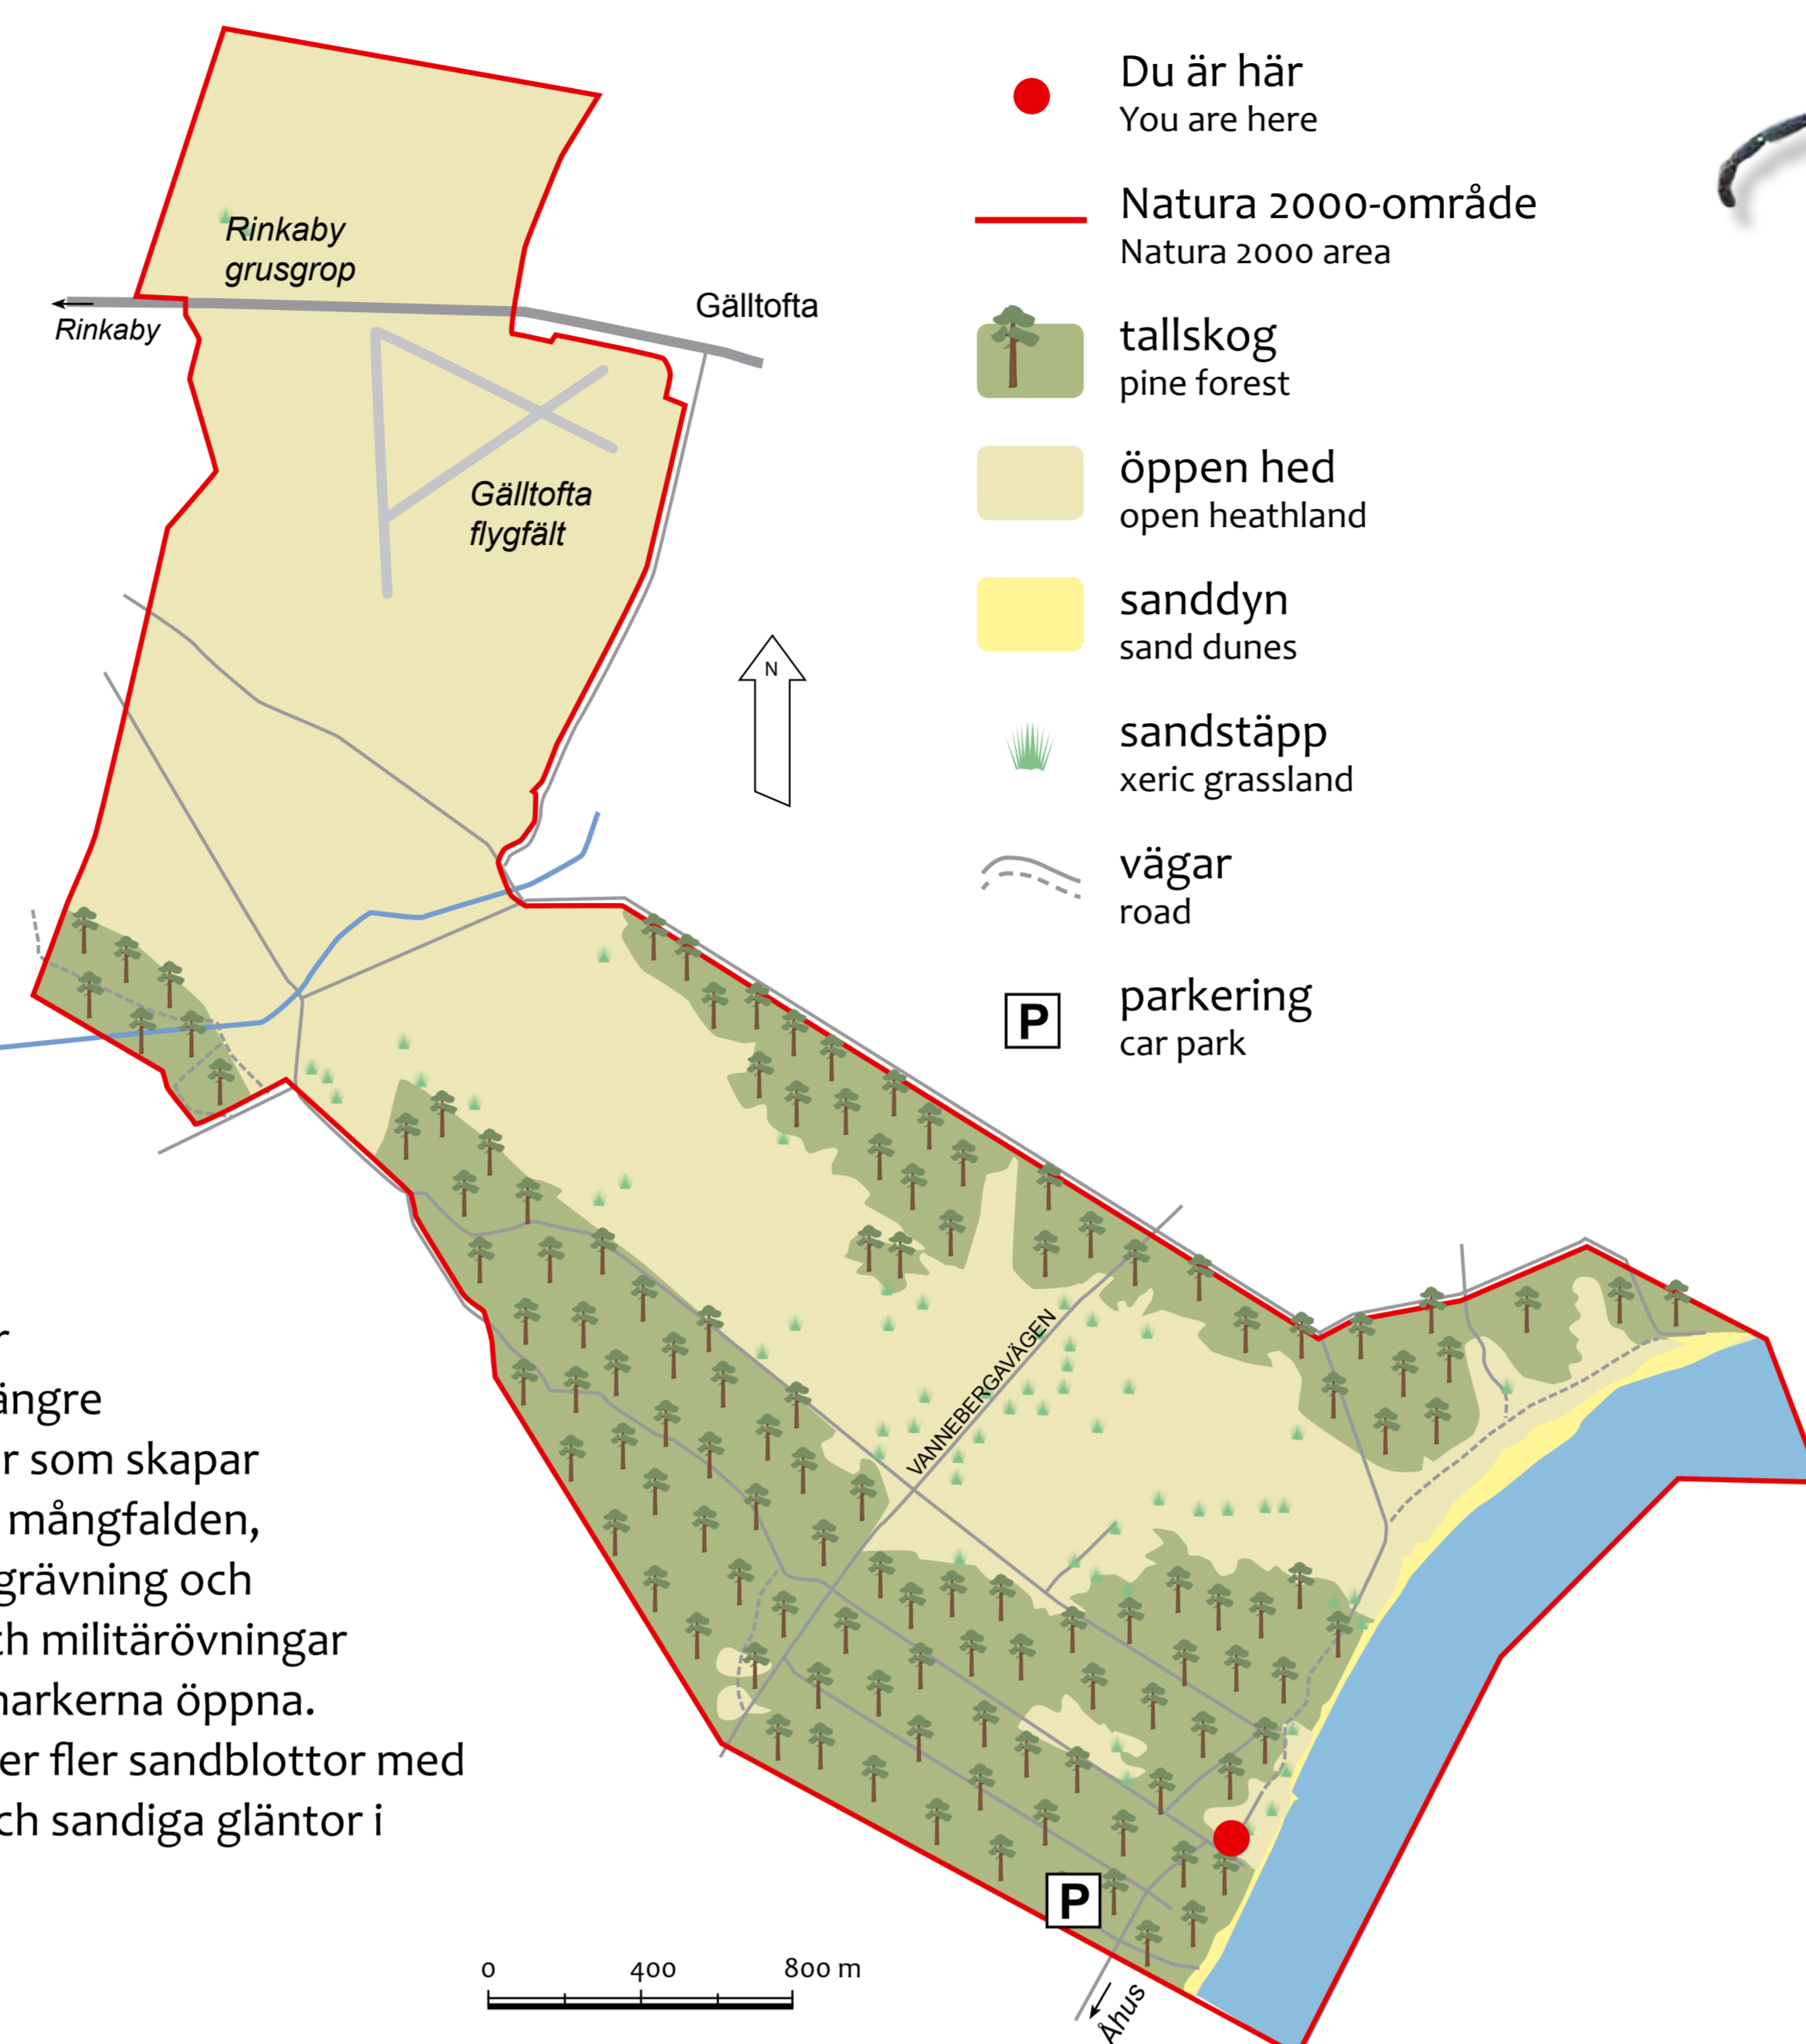 Rinkaby
grusgrop
Rinkaby
Gälltofta
Gälltofta
flygfält
N
VANNEBERGAVÄGEN
P
Åhus
0 400 800 m
Du är här
You are here
Natura 2000-område
Natura 2000 area
tallskog
pine forest
öppen hed
open heathland
sanddyn
sand dunes
sandstäpp
xeric grassland
vägar
road
P
parkering
car park
r
ängre
r som skapar
mångfalden,
grävning och
th militärövningar
narkerna öppna.
er fler sandblottor med
ch sandiga gläntor i